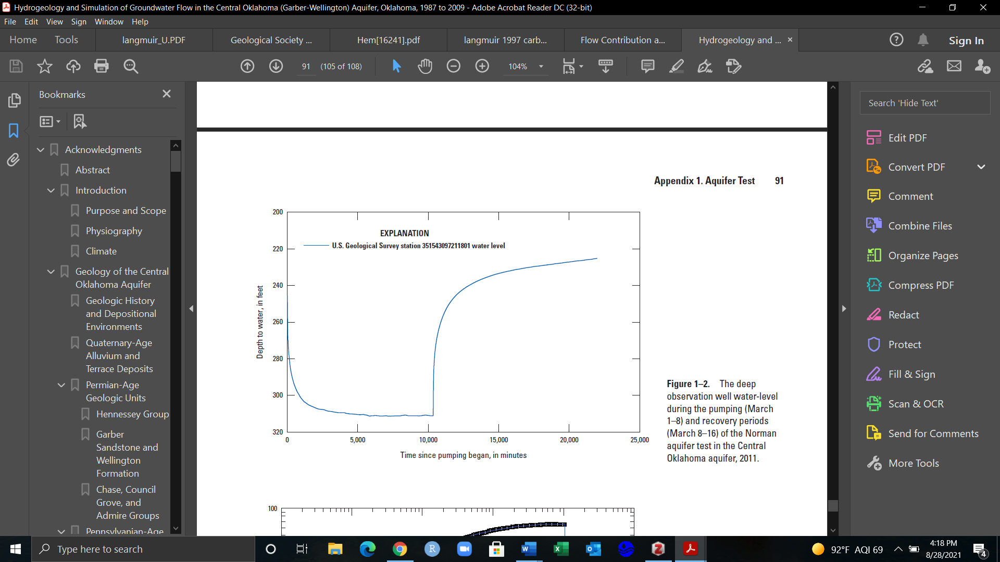 Hydrogeology and Simulation of Groundwater Flow in the Central Oklahoma (Garber-Wellington) Aquifer, Oklahoma, 1987 to 2009 - Adobe Acrobat Reader DC (32-bit)
File Edit View Sign Window Help
Home Tools langmuir_U.PDF Geological Society ... Hem[16241].pdf langmuir 1997 carb... Flow Contribution a... Hydrogeology and ... Sign In
91 (105 of 108) 104%
Bookmarks
Acknowledgments
Abstract
Introduction
Purpose and Scope
Physiography
Climate
Geology of the Central
Oklahoma Aquifer
Geologic History
and Depositional
Environments
Quaternary-Age
Alluvium and
Terrace Deposits
Permian-Age
Geologic Units
Hennessey Group
Garber
Sandstone and
Wellington
Formation
Chase, Council
Grove, and
Admire Groups
Pennsylvanian-Age
Appendix 1. Aquifer Test 91
EXPLANATION
U.S. Geological Survey station 351543097211801 water level
Depth to water, in feet
200
220
240
260
280
300
320
0 5,000 10,000 15,000 20,000 25,000
Time since pumping began, in minutes
Figure 1–2. The deep
observation well water-level
during the pumping (March
1–8) and recovery periods
(March 8–16) of the Norman
aquifer test in the Central
Oklahoma aquifer, 2011.
100
Search 'Hide Text'
Edit PDF
Convert PDF
Comment
Combine Files
Organize Pages
Compress PDF
Redact
Protect
Fill & Sign
Scan & OCR
Send for Comments
More Tools
Type here to search
92°F AQI 69
4:18 PM
8/28/2021
4